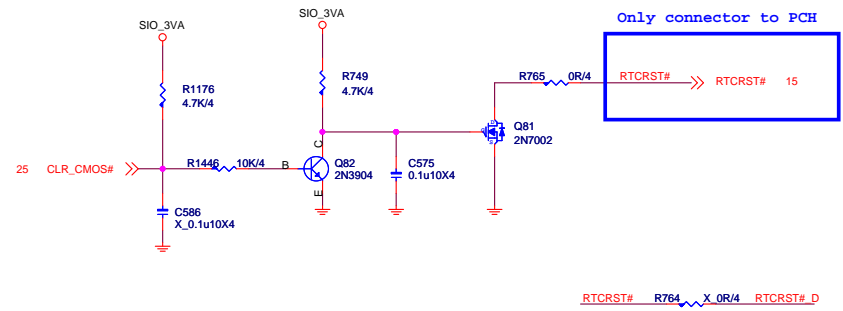 Only connector to PCH
SIO_3VA
SIO_3VA
R1176
4.7K/4
R749
4.7K/4
R765 0R/4
RTCRST#
RTCRST# 15
25 CLR_CMOS#
R1446 10K/4
B
C
E
Q82
2N3904
C575
0.1u10X4
Q81
2N7002
C586
X_0.1u10X4
RTCRST# R764 X_0R/4 RTCRST#_D